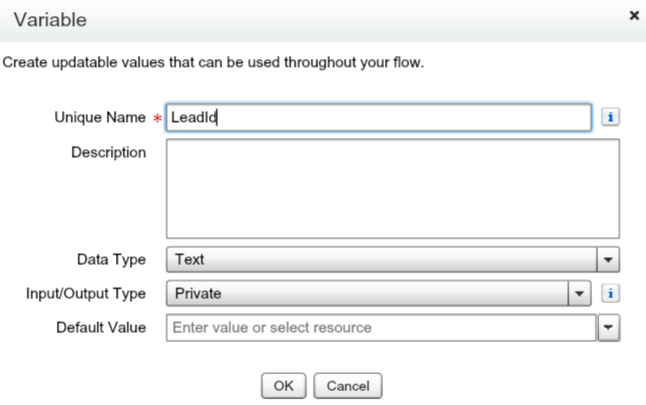 Variable ×
Create updatable values that can be used throughout your flow.
Unique Name * LeadId i
Description
Data Type Text
Input/Output Type Private i
Default Value Enter value or select resource
OK Cancel